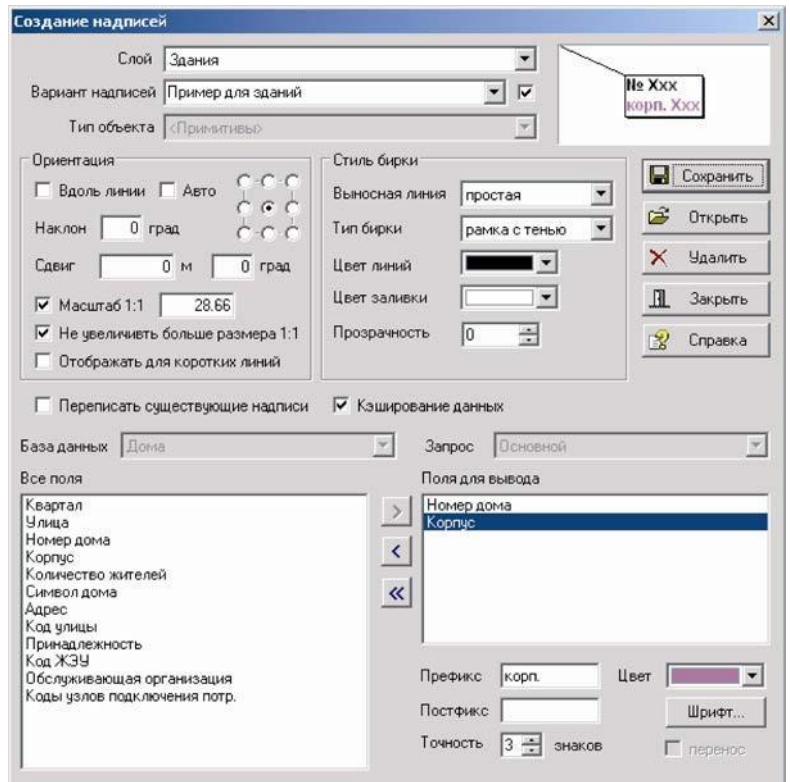 Создание надписей
Слой Здания
Вариант надписей Пример для зданий
Тип объекта <Примитивы>
№ Xxx
корп. Xxx
Ориентация
Вдоль линии Авто
Наклон 0 град
Сдвиг 0 м 0 град
Масштаб 1:1 28.66
Не увеличивть больше размера 1:1
Отображать для коротких линий
Стиль бирки
Выносная линия простая
Тип бирки рамка с тенью
Цвет линий
Цвет заливки
Прозрачность 0
Сохранить
Открыть
Удалить
Закрыть
Справка
Переписать существующие надписи Кэширование данных
База данных Дома Запрос Основной
Все поля
Квартал
Улица
Номер дома
Корпус
Количество жителей
Символ дома
Адрес
Код улицы
Принадлежность
Код ЖЭУ
Обслуживающая организация
Коды узлов подключения потр.
>
<
«
Поля для вывода
Номер дома
Корпус
Префикс корп. Цвет
Постфикс Шрифт...
Точность 3 знаков перенос